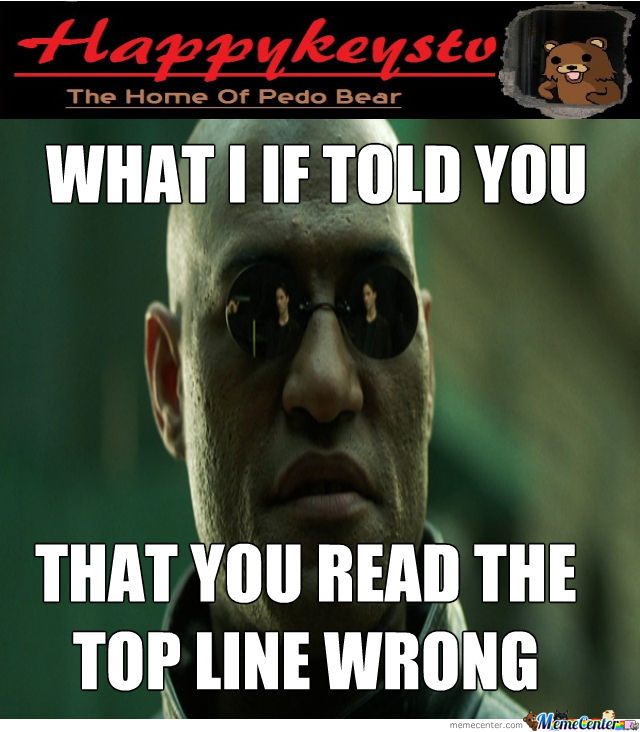 Happykeystv
The Home Of Pedo Bear
WHAT I IF TOLD YOU
THAT YOU READ THE
TOP LINE WRONG
memecenter.com MemeCenter